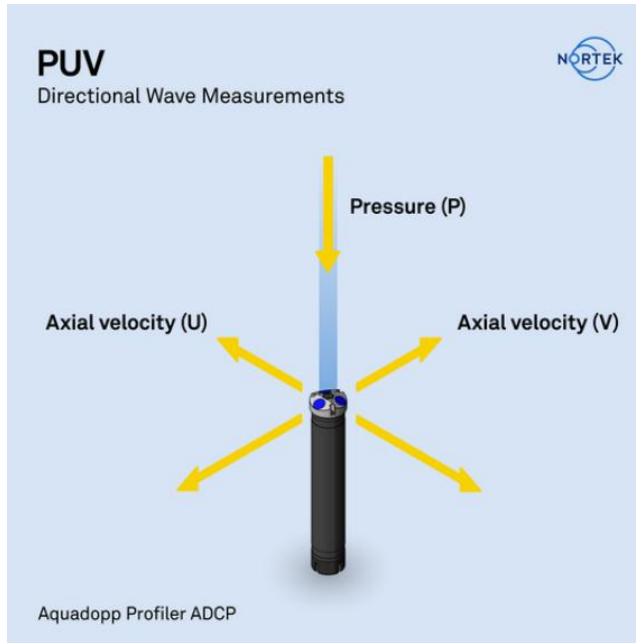 PUV
NORTEK
Directional Wave Measurements
Pressure (P)
Axial velocity (U)
Axial velocity (V)
Aquadopp Profiler ADCP